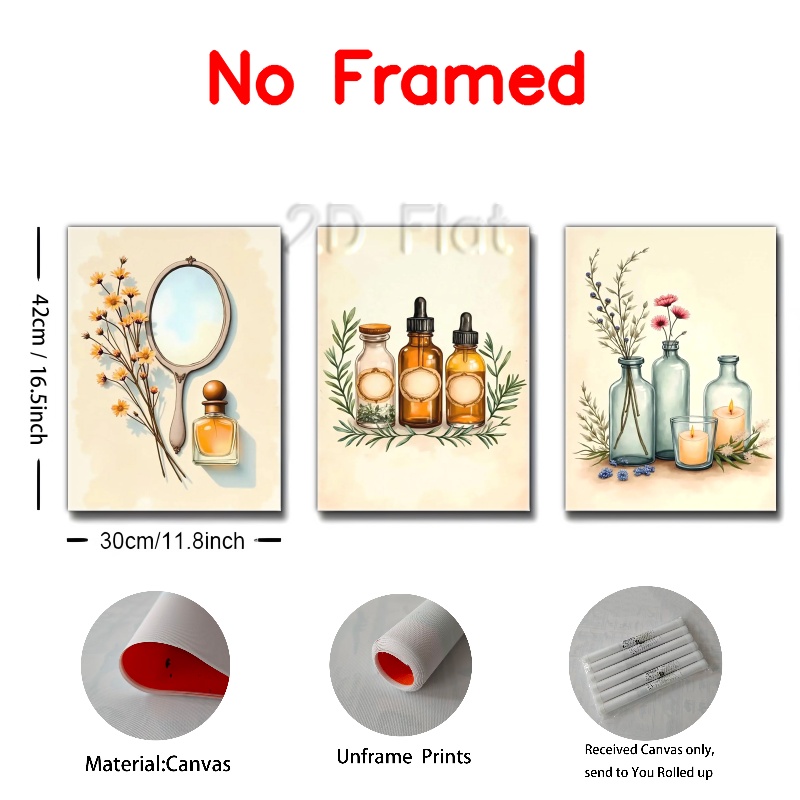 No Framed
2D Flat
42cm / 16.5inch
30cm/11.8inch
Material:Canvas
Unframe Prints
Received Canvas only,
send to You Rolled up